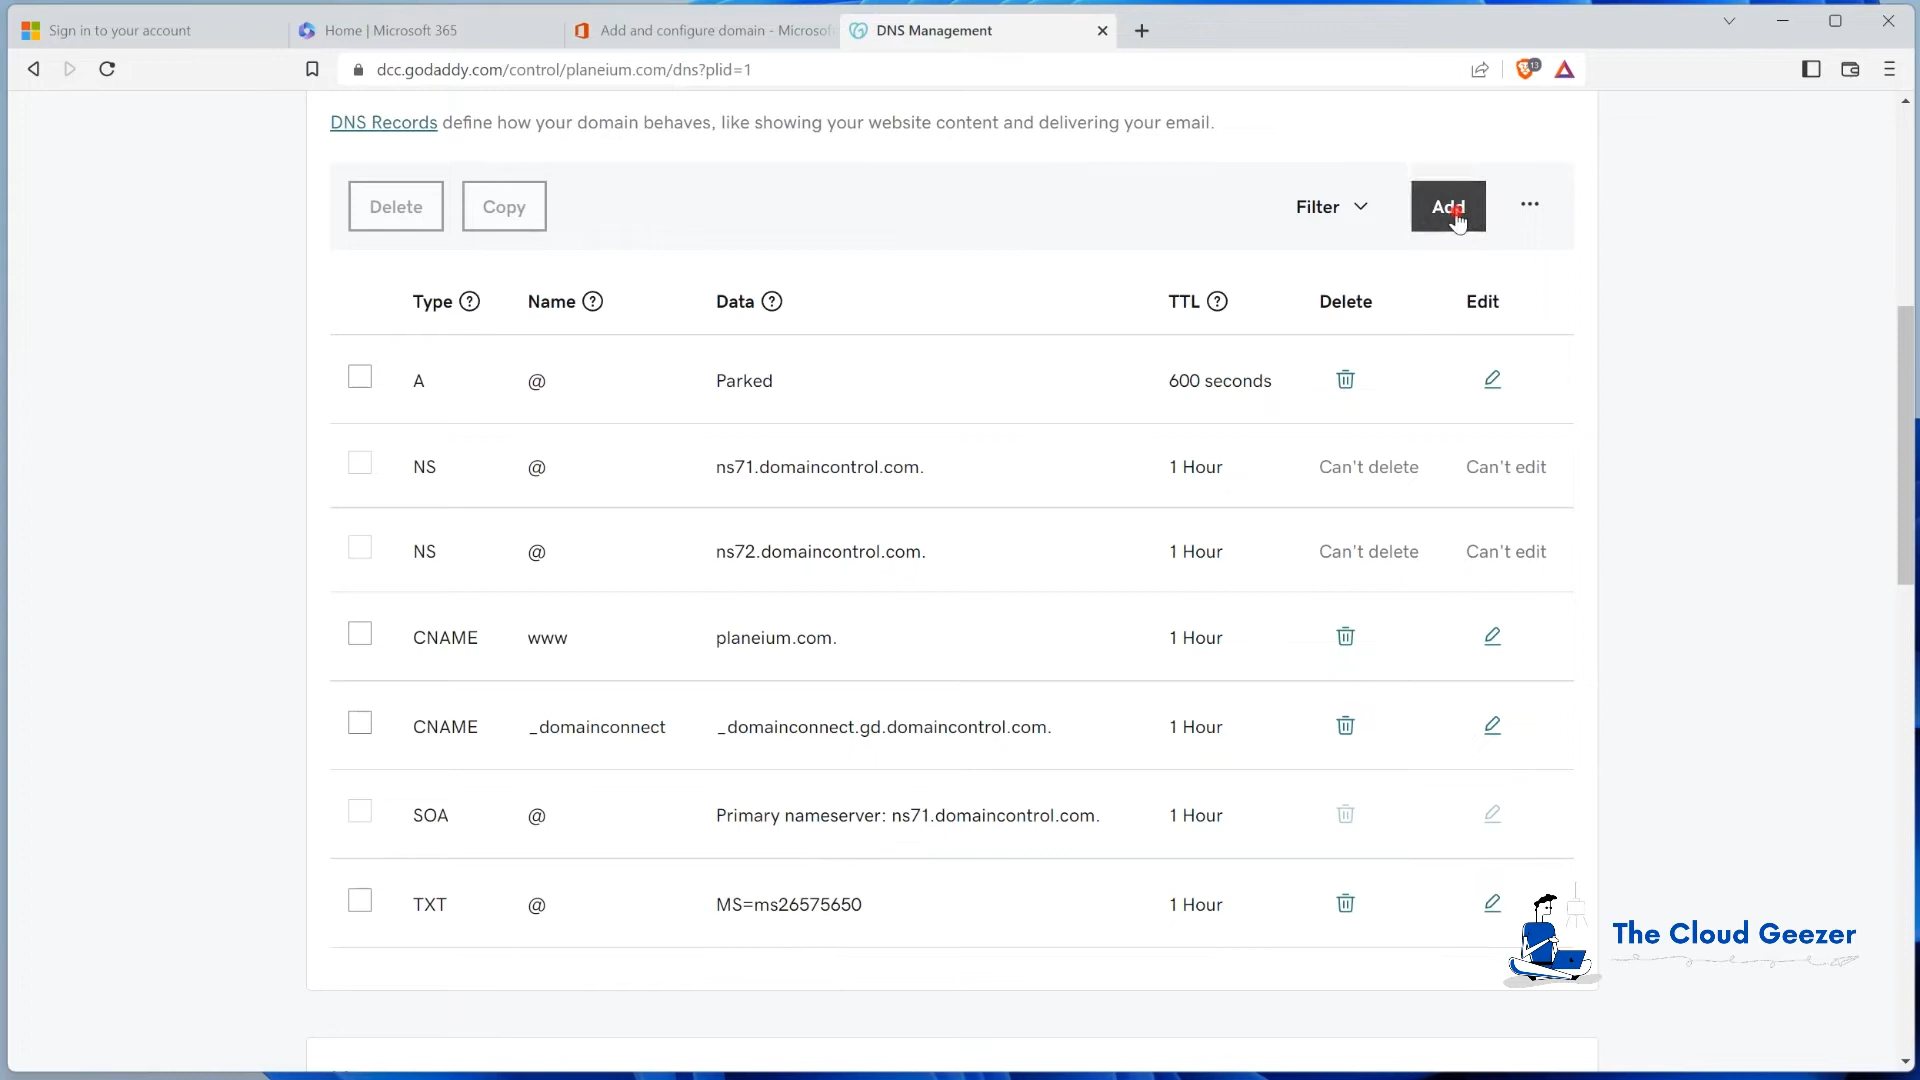 Sign in to your account
Home | Microsoft 365
Add and configure domain - Microsof
DNS Management
dcc.godaddy.com/control/planeium.com/dns?plid=1
13
DNS Records define how your domain behaves, like showing your website content and delivering your email.
Delete
Copy
Filter
Add
Type ?
Name ?
Data ?
TTL ?
Delete
Edit
A @ Parked 600 seconds
NS @ ns71.domaincontrol.com. 1 Hour Can't delete Can't edit
NS @ ns72.domaincontrol.com. 1 Hour Can't delete Can't edit
CNAME www planeium.com. 1 Hour
CNAME _domainconnect _domainconnect.gd.domaincontrol.com. 1 Hour
SOA @ Primary nameserver: ns71.domaincontrol.com. 1 Hour
TXT @ MS=ms26575650 1 Hour
The Cloud Geezer